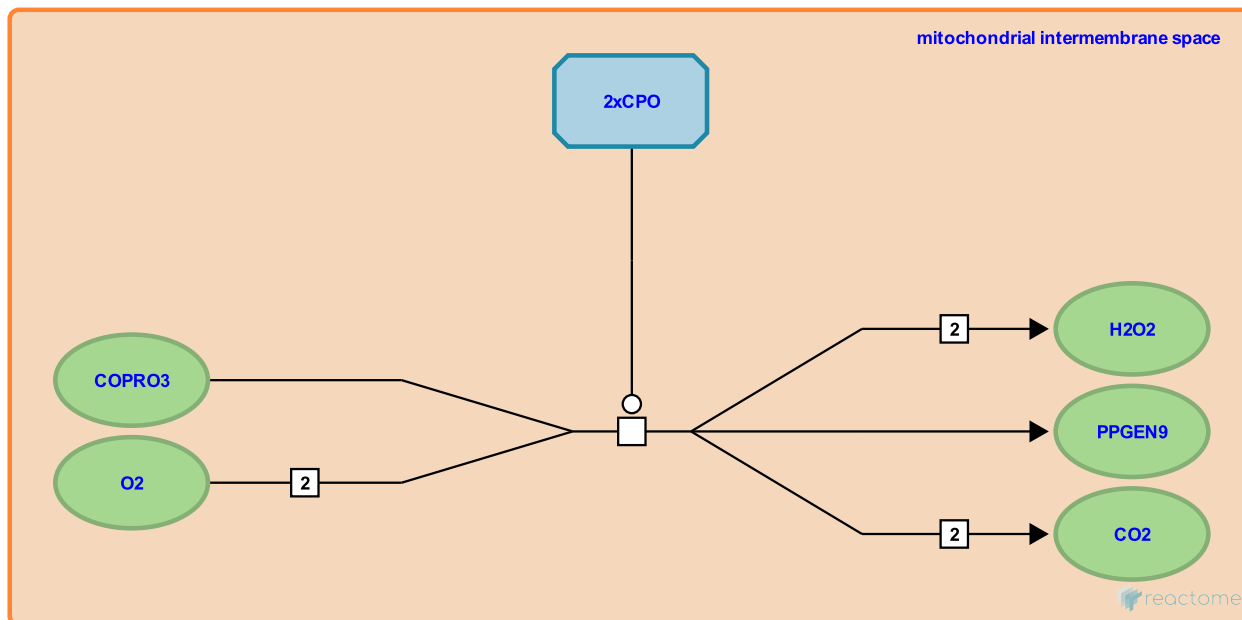 mitochondrial intermembrane space
2xCPO
H2O2
2
COPRO3
PPGEN9
O2
2
CO2
2
reactome